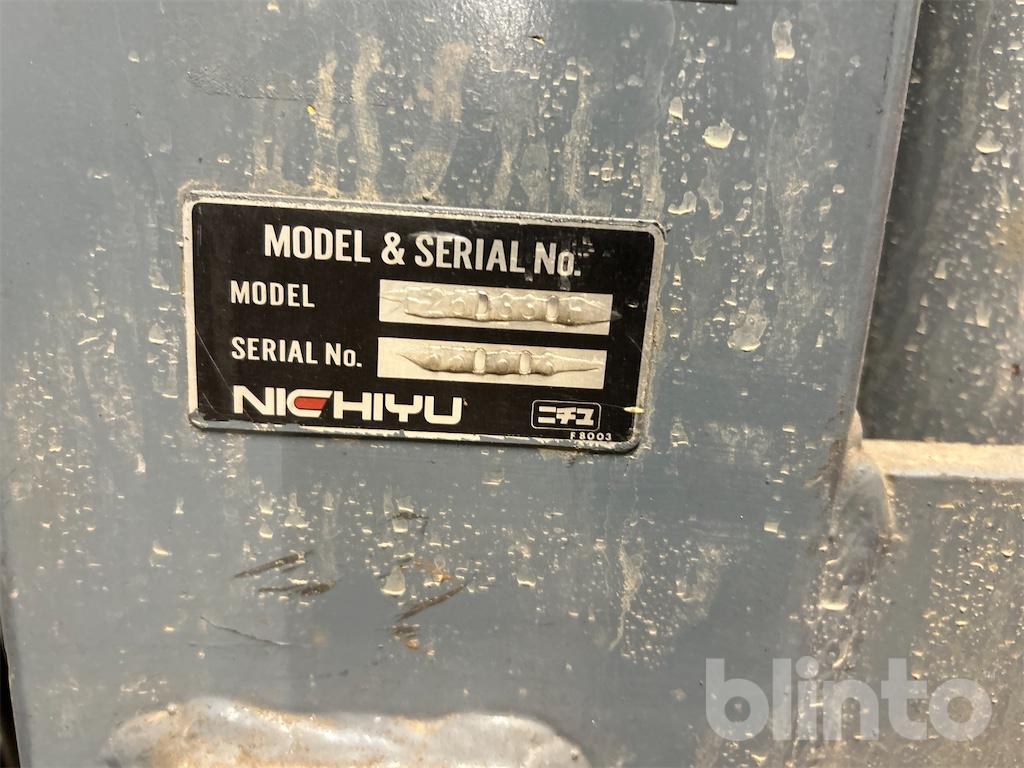 MODEL & SERIAL No.
MODEL
SERIAL No.
NICHIYU
ニチユ
F8003
blinto